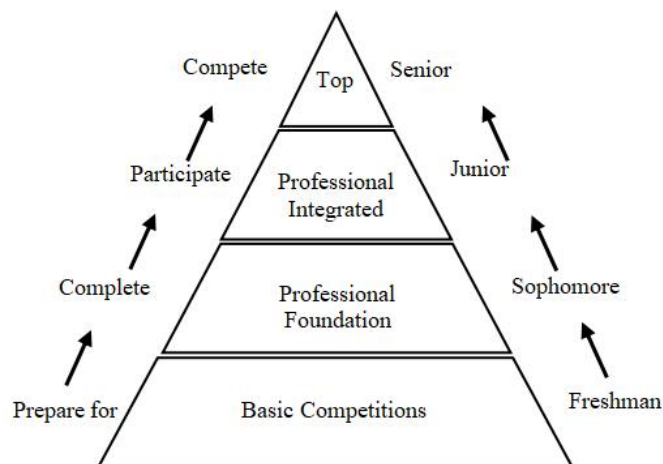 Compete
Top
Senior
Participate
Professional
Integrated
Junior
Complete
Professional
Foundation
Sophomore
Prepare for
Basic Competitions
Freshman